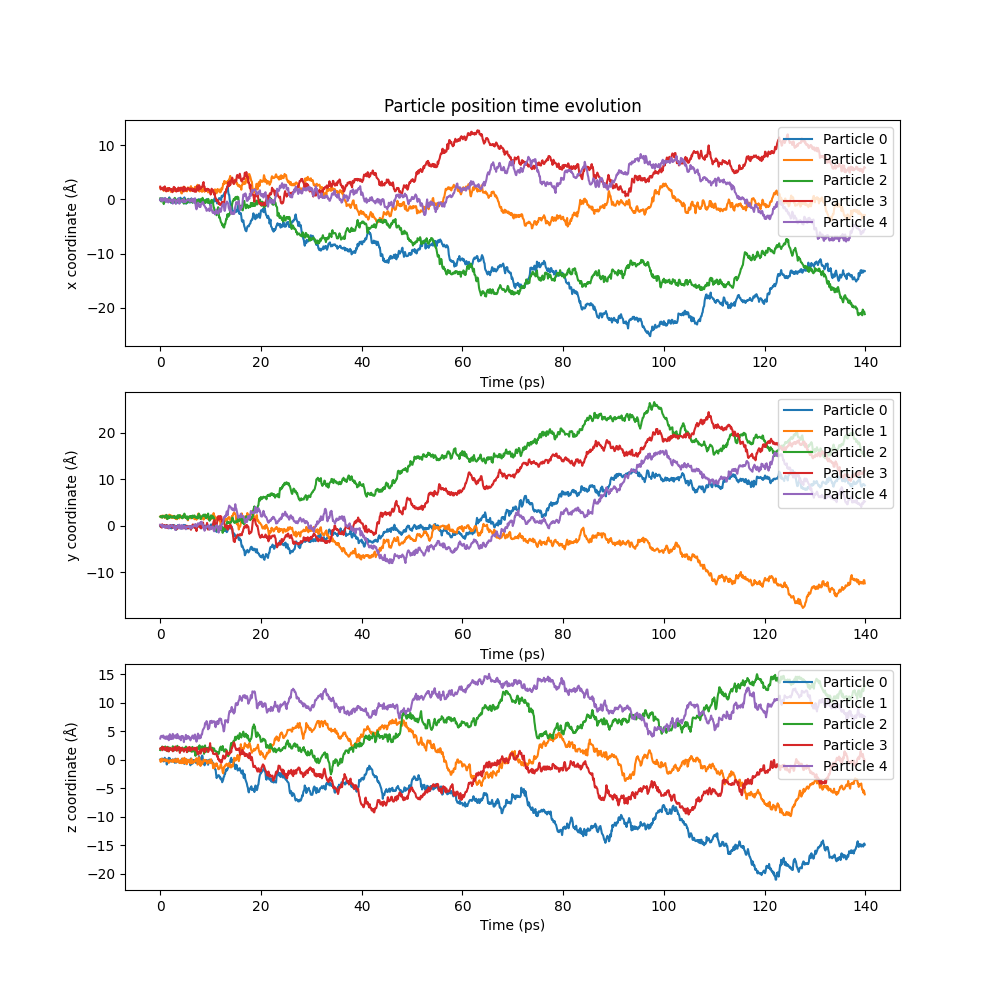 Particle position time evolution
x coordinate (Å)
10
0
−10
−20
Particle 0
Particle 1
Particle 2
Particle 3
Particle 4
0 20 40 60 80 100 120 140
Time (ps)
y coordinate (Å)
20
10
0
−10
Particle 0
Particle 1
Particle 2
Particle 3
Particle 4
0 20 40 60 80 100 120 140
Time (ps)
z coordinate (Å)
15
10
5
0
−5
−10
−15
−20
Particle 0
Particle 1
Particle 2
Particle 3
Particle 4
0 20 40 60 80 100 120 140
Time (ps)